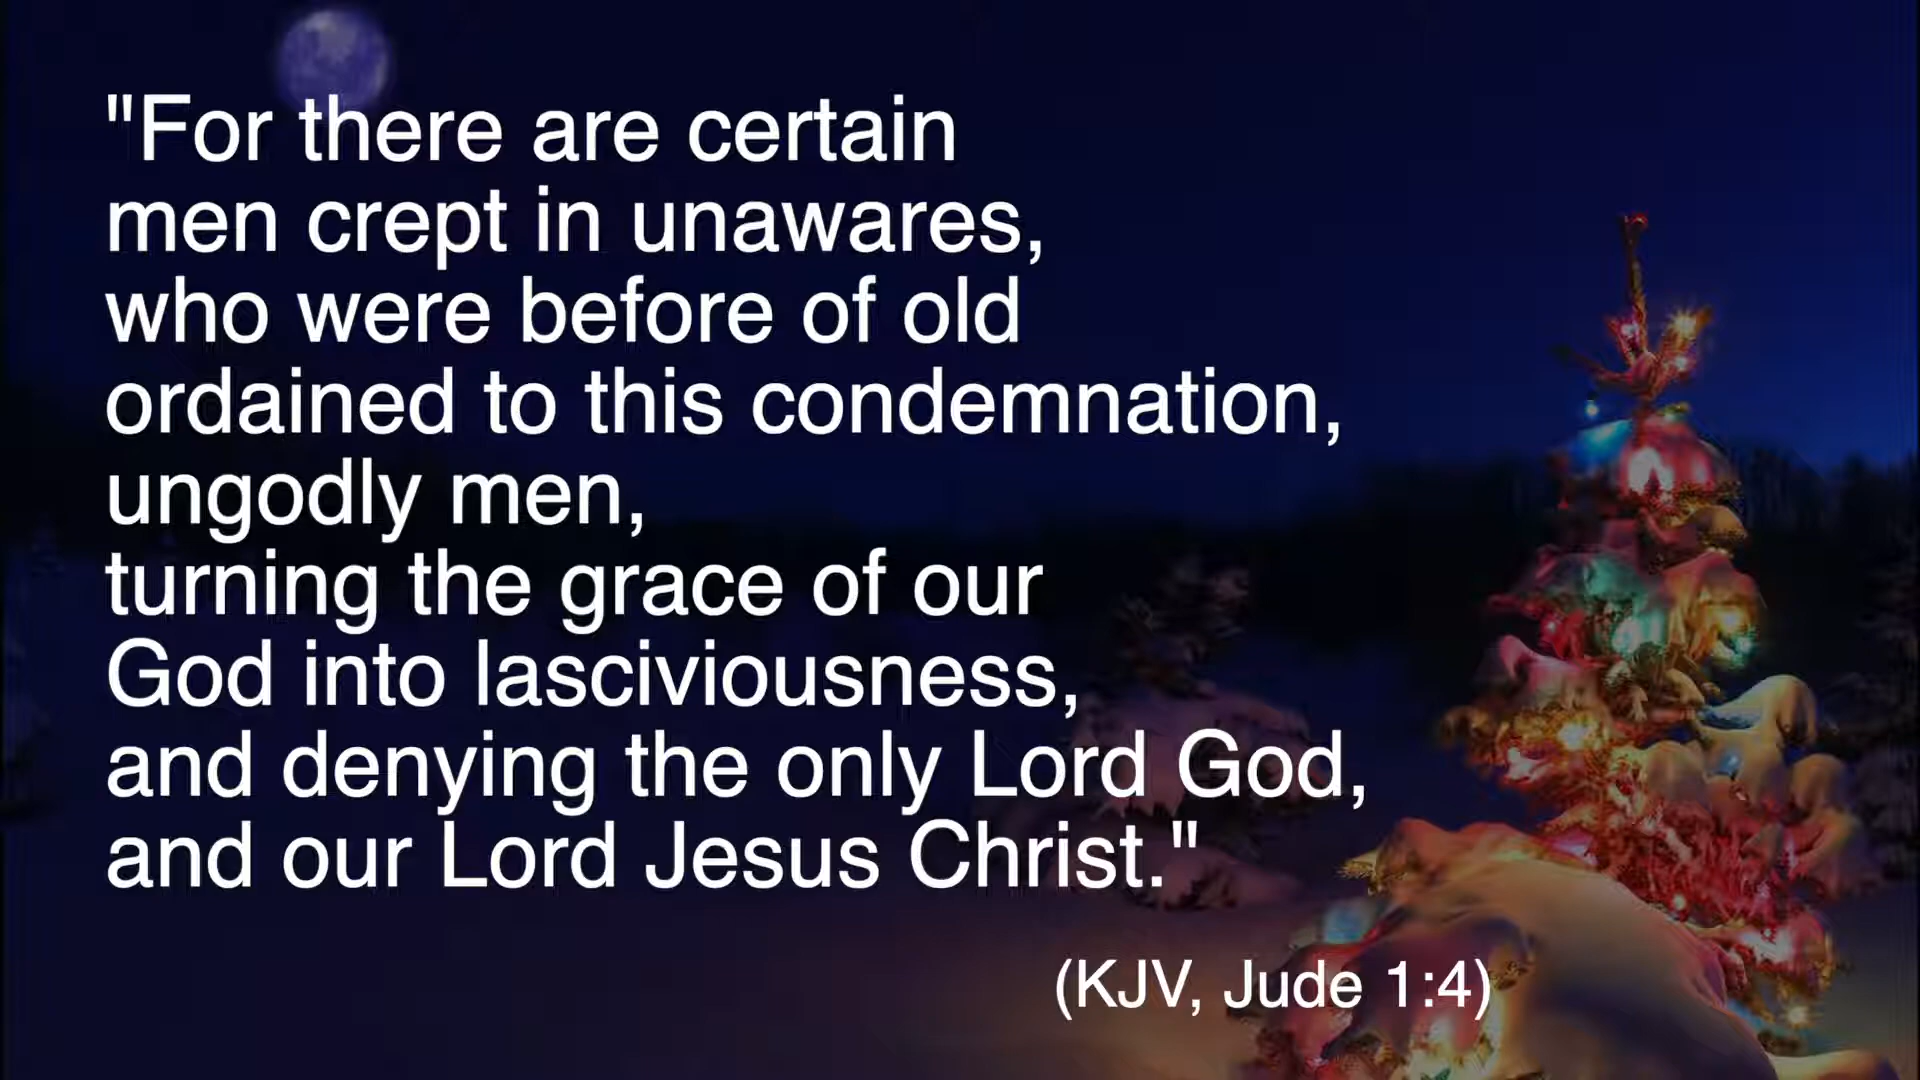 "For there are certain
men crept in unawares,
who were before of old
ordained to this condemnation,
ungodly men,
turning the grace of our
God into lasciviousness,
and denying the only Lord God,
and our Lord Jesus Christ."
(KJV, Jude 1:4)